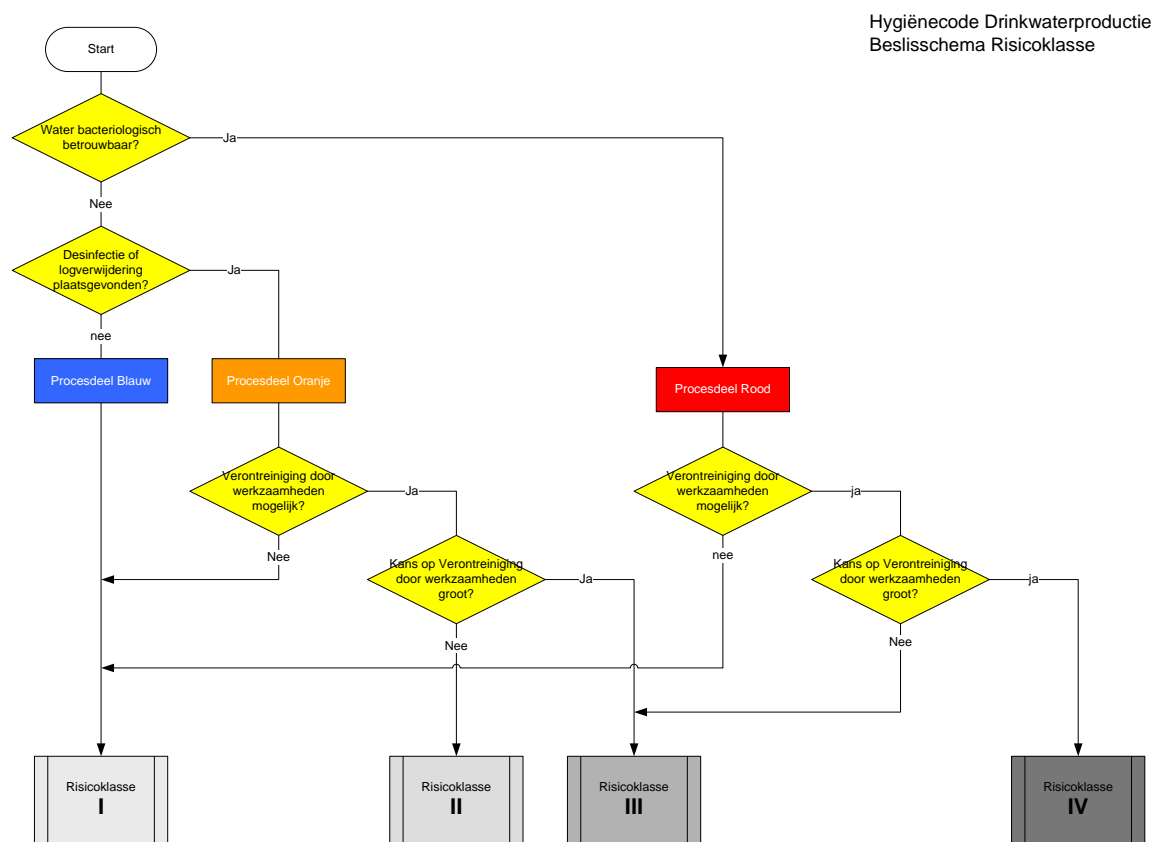 Hygiënecode Drinkwaterproductie
Beslisschema Risicoklasse
Start
Water bacteriologisch
betrouwbaar?
Ja
Nee
Desinfectie of
logverwijdering
plaatsgevonden?
Ja
nee
Procesdeel Blauw
Procesdeel Oranje
Procesdeel Rood
Verontreiniging door
werkzaamheden
mogelijk?
Ja
Nee
Verontreiniging door
werkzaamheden
mogelijk?
ja
nee
Kans op Verontreiniging
door werkzaamheden
groot?
Ja
Nee
Kans op Verontreiniging
door werkzaamheden
groot?
ja
Nee
Risicoklasse
I
Risicoklasse
II
Risicoklasse
III
Risicoklasse
IV